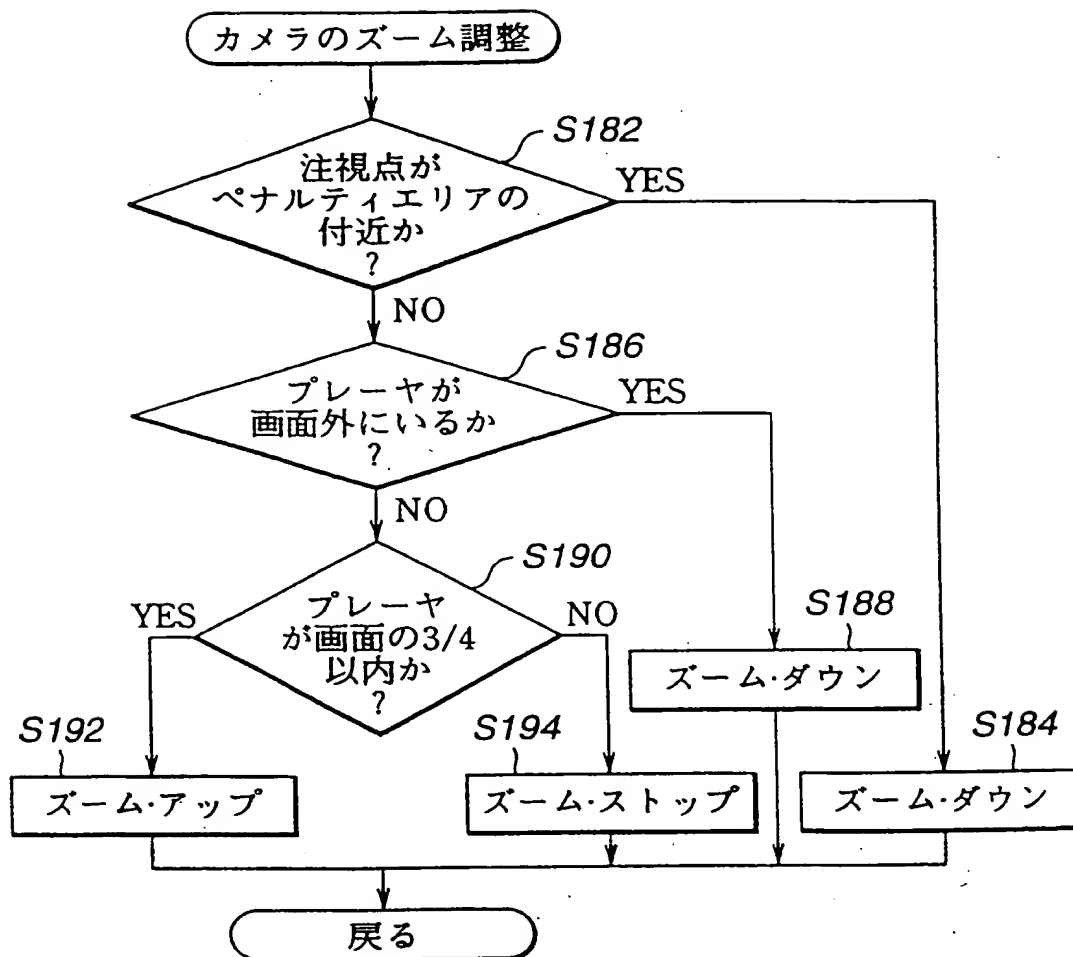 カメラのズーム調整
S182
注視点が
ペナルティエリアの
付近か
?
YES
NO
S186
プレーヤが
画面外にいるか
?
YES
NO
S190
プレーヤ
が画面の3/4
以内か
?
YES
NO
S188
ズーム・ダウン
S192
ズーム・アップ
S194
ズーム・ストップ
S184
ズーム・ダウン
戻る